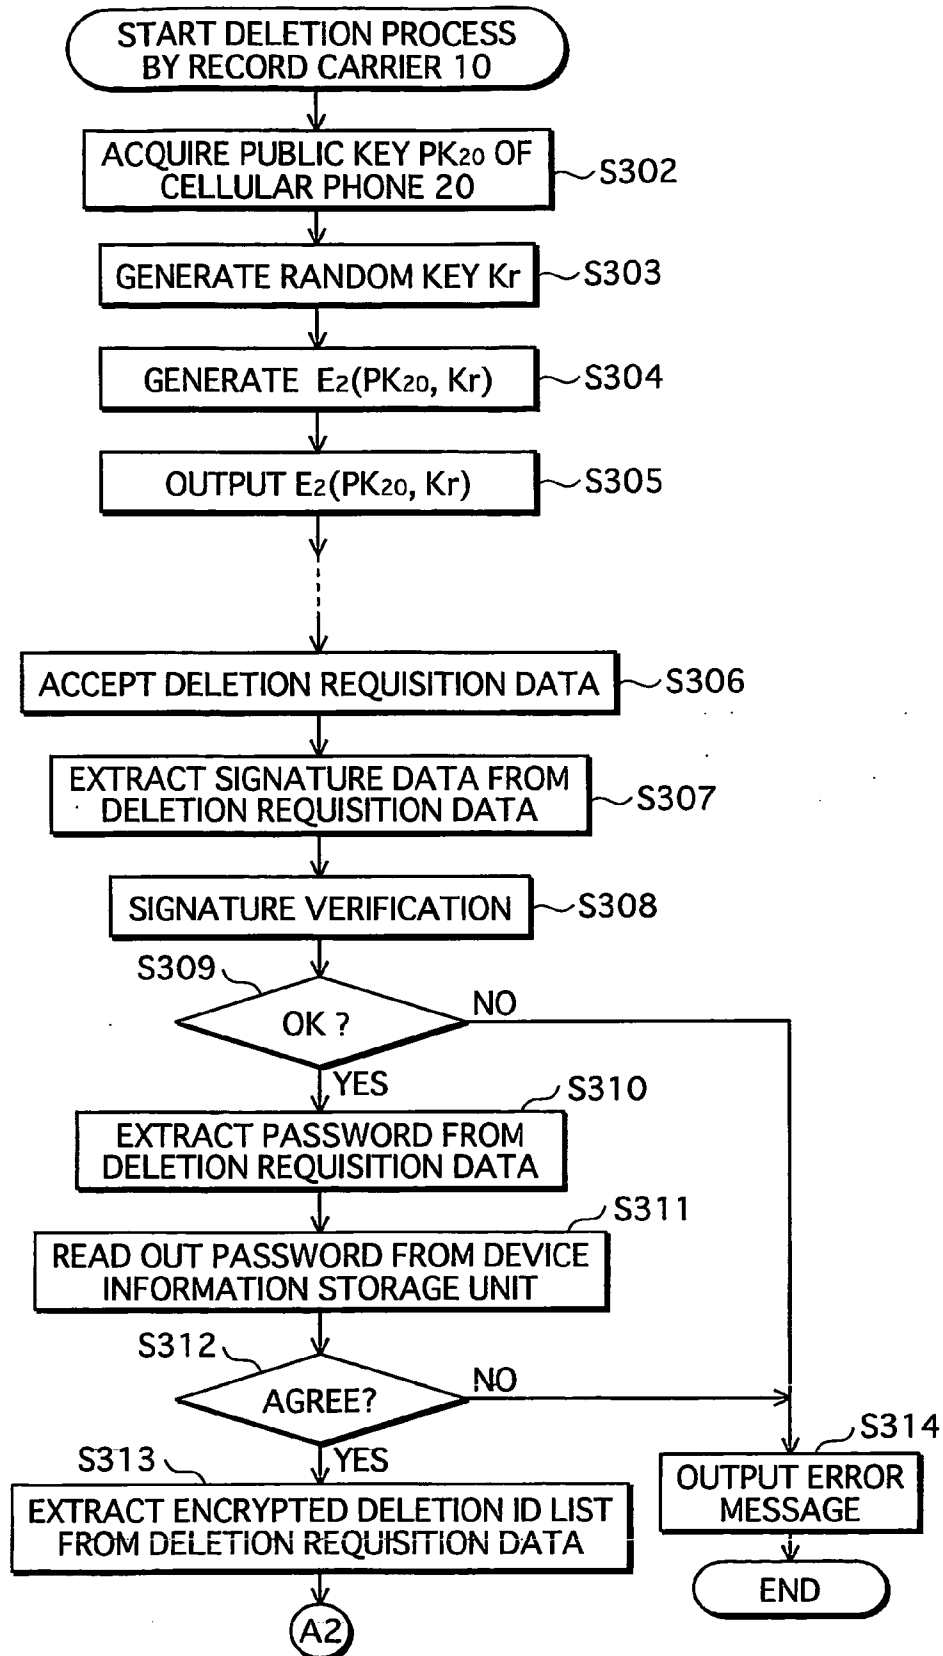 START DELETION PROCESS
BY RECORD CARRIER 10
ACQUIRE PUBLIC KEY PK20 OF
CELLULAR PHONE 20
S302
GENERATE RANDOM KEY Kr
S303
GENERATE E2(PK20, Kr)
S304
OUTPUT E2(PK20, Kr)
S305
ACCEPT DELETION REQUISITION DATA
S306
EXTRACT SIGNATURE DATA FROM
DELETION REQUISITION DATA
S307
SIGNATURE VERIFICATION
S308
S309
OK ?
NO
YES
S310
EXTRACT PASSWORD FROM
DELETION REQUISITION DATA
S311
READ OUT PASSWORD FROM DEVICE
INFORMATION STORAGE UNIT
S312
AGREE?
NO
YES
S313
EXTRACT ENCRYPTED DELETION ID LIST
FROM DELETION REQUISITION DATA
S314
OUTPUT ERROR
MESSAGE
END
A2